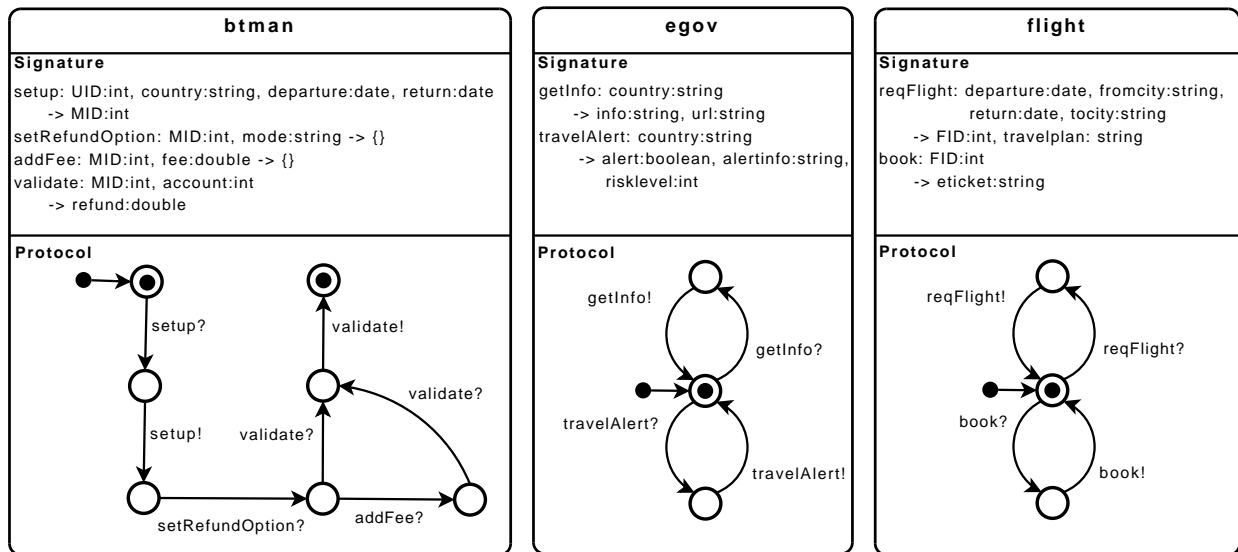 btman
Signature
setup: UID:int, country:string, departure:date, return:date
-> MID:int
setRefundOption: MID:int, mode:string -> {}
addFee: MID:int, fee:double -> {}
validate: MID:int, account:int
-> refund:double
Protocol
setup?
validate!
validate?
setup!
validate?
setRefundOption?
addFee?
egov
Signature
getInfo: country:string
-> info:string, url:string
travelAlert: country:string
-> alert:boolean, alertinfo:string,
risklevel:int
Protocol
getInfo!
getInfo?
travelAlert?
travelAlert!
flight
Signature
reqFlight: departure:date, fromcity:string,
return:date, tocity:string
-> FID:int, travelplan: string
book: FID:int
-> eticket:string
Protocol
reqFlight!
reqFlight?
book?
book!